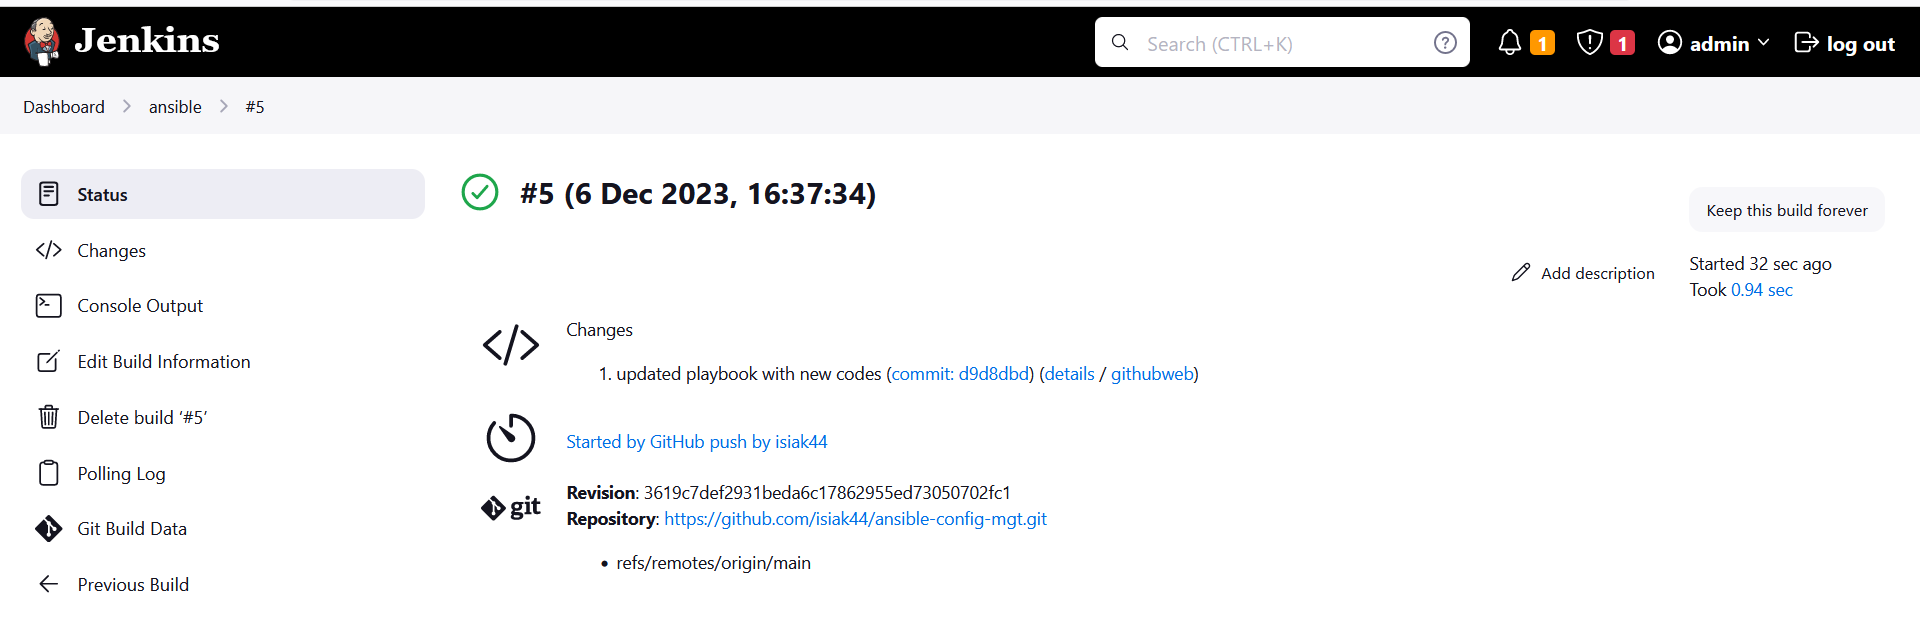 Jenkins
Search (CTRL+K)
1
1
admin
log out
Dashboard
ansible
#5
Status
Changes
Console Output
Edit Build Information
Delete build ‘#5’
Polling Log
Git Build Data
Previous Build
#5 (6 Dec 2023, 16:37:34)
Keep this build forever
Add description
Started 32 sec ago
Took 0.94 sec
Changes
1. updated playbook with new codes (commit: d9d8dbd) (details / githubweb)
Started by GitHub push by isiak44
git
Revision: 3619c7def2931beda6c17862955ed73050702fc1
Repository: https://github.com/isiak44/ansible-config-mgt.git
• refs/remotes/origin/main